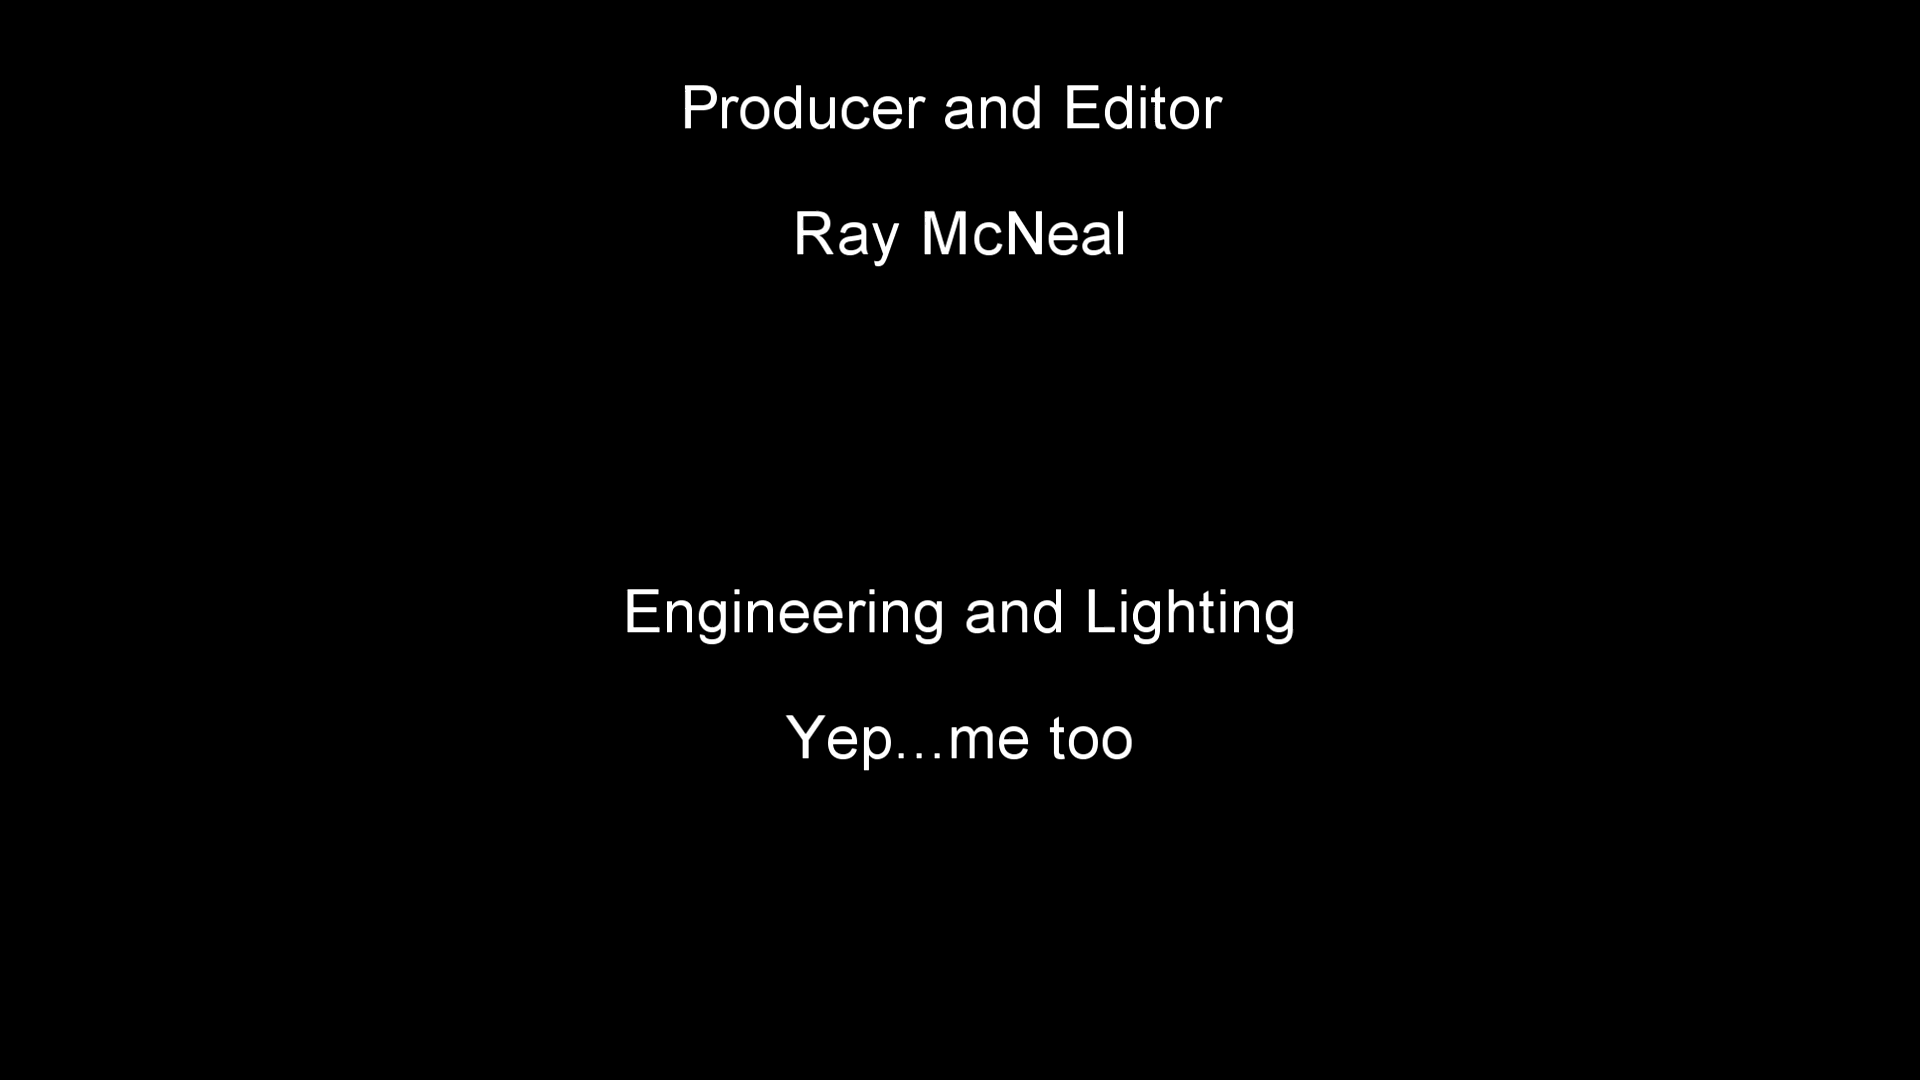 Producer and Editor
Ray McNeal
Engineering and Lighting
Yep...me too